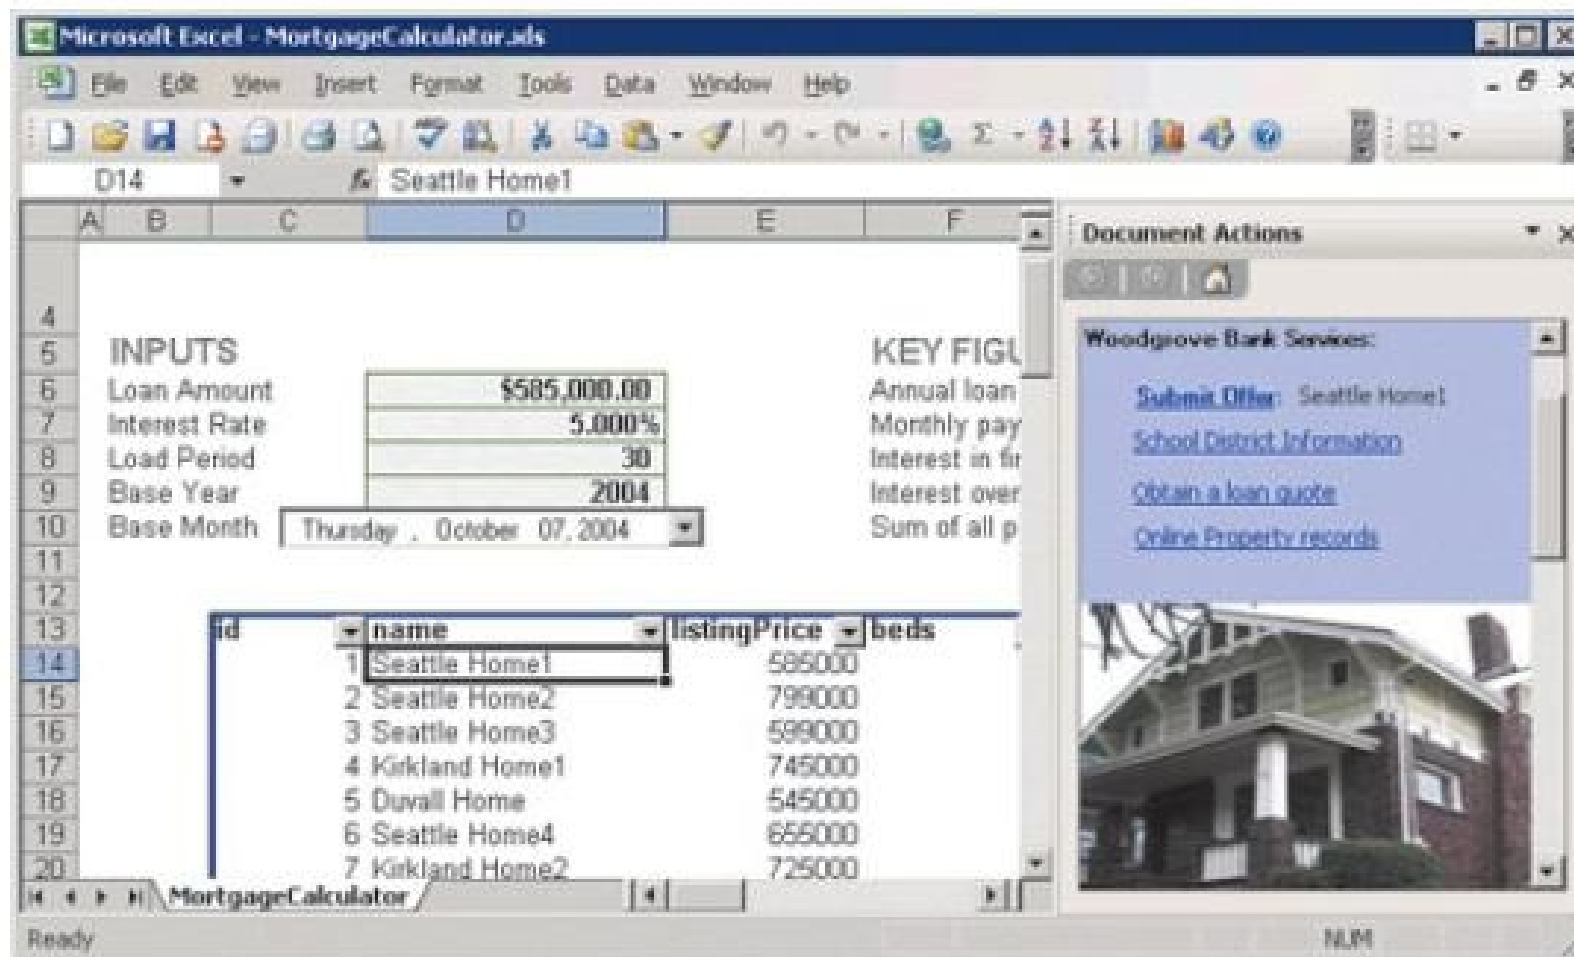 Microsoft Excel - MortgageCalculator.xls
File Edit View Insert Format Tools Data Window Help
D14 fx Seattle Home1
A B C D E F
4
5 INPUTS KEY FIGU
6 Loan Amount $585,000.00 Annual loan
7 Interest Rate 5.000% Monthly pay
8 Load Period 30 Interest in fir
9 Base Year 2004 Interest over
10 Base Month Thursday , October 07, 2004 Sum of all p
11
12
13 id name listingPrice beds
14 1 Seattle Home1 585000
15 2 Seattle Home2 799000
16 3 Seattle Home3 599000
17 4 Kirkland Home1 745000
18 5 Duvall Home 545000
19 6 Seattle Home4 655000
20 7 Kirkland Home2 725000
MortgageCalculator
Document Actions
Woodgrove Bank Services:
Submit Offer: Seattle Home1
School District Information
Obtain a loan quote
Online Property records
Ready NUM